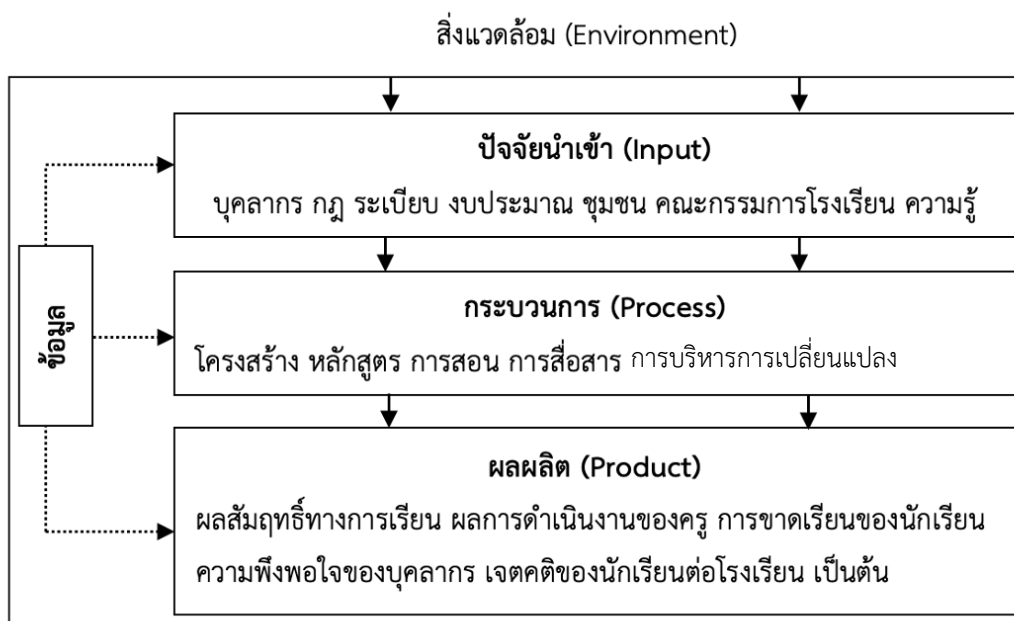 สิ่งแวดล้อม (Environment)
ปัจจัยนำเข้า (Input)
บุคลากร กฎ ระเบียบ งบประมาณ ชุมชน คณะกรรมการโรงเรียน ความรู้
ข้อมูล
กระบวนการ (Process)
โครงสร้าง หลักสูตร การสอน การสื่อสาร การบริหารการเปลี่ยนแปลง
ผลผลิต (Product)
ผลสัมฤทธิ์ทางการเรียน ผลการดำเนินงานของครู การขาดเรียนของนักเรียน
ความพึงพอใจของบุคลากร เจตคติของนักเรียนต่อโรงเรียน เป็นต้น